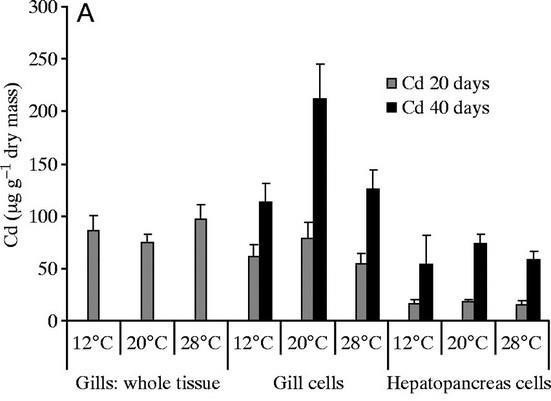 A
300
250
200
150
100
50
0
Cd (µg g⁻¹ dry mass)
Cd 20 days
Cd 40 days
12°C 20°C 28°C 12°C 20°C 28°C 12°C 20°C 28°C
Gills: whole tissue Gill cells Hepatopancreas cells